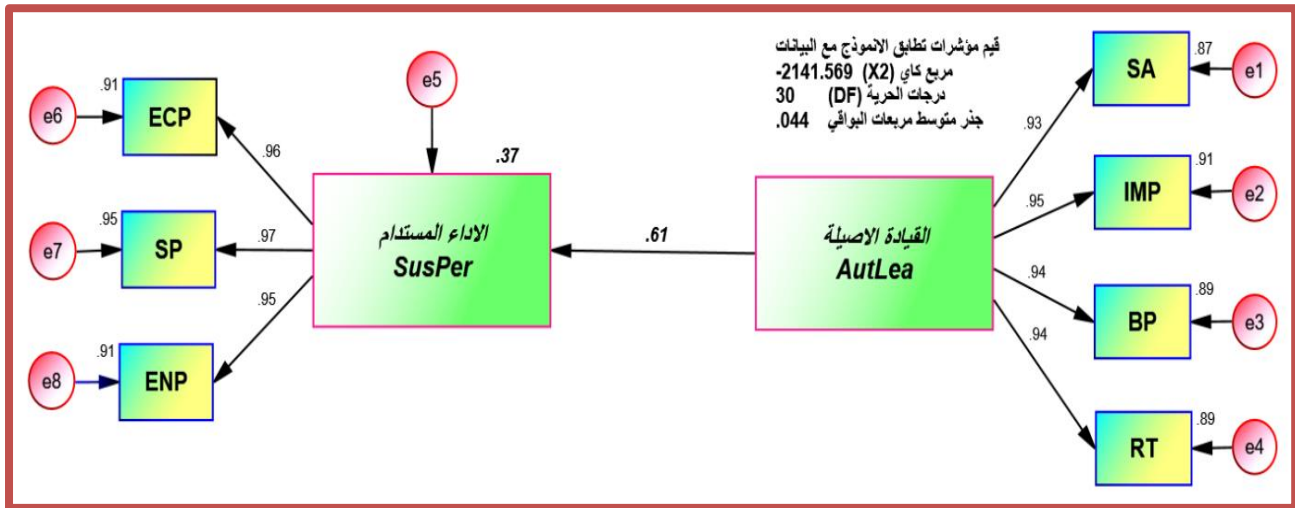 قيم مؤشرات تطابق الانموذج مع البيانات
مربع كاي (X2) 2141.569-
درجات الحرية (DF) 30
جذر متوسط مربعات البواقي .044
.87
SA
e1
.93
.91
IMP
e2
.95
.89
BP
e3
.94
.89
RT
e4
.94
القيادة الاصيلة
AutLea
.61
e5
.37
الاداء المستدام
SusPer
.91
e6
ECP
.96
.95
e7
SP
.97
.91
e8
ENP
.95